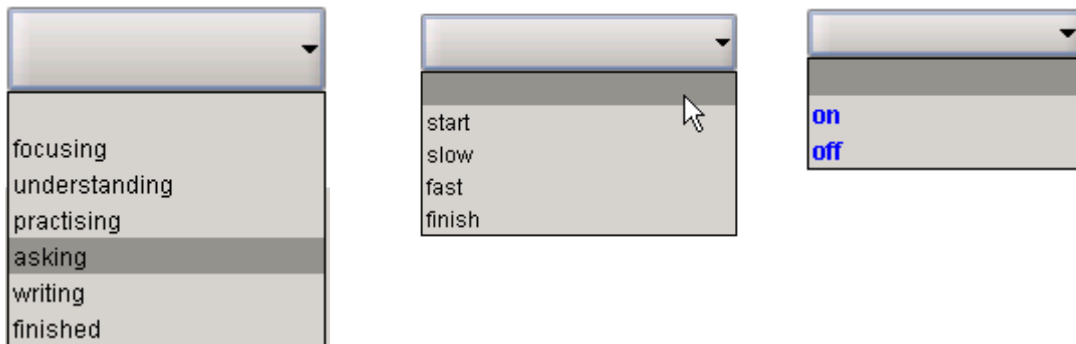 focusing
understanding
practising
asking
writing
finished
start
slow
fast
finish
on
off